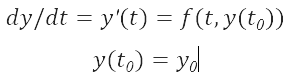 dy/dt = y'(t) = f(t, y(t₀))
y(t₀) = y₀